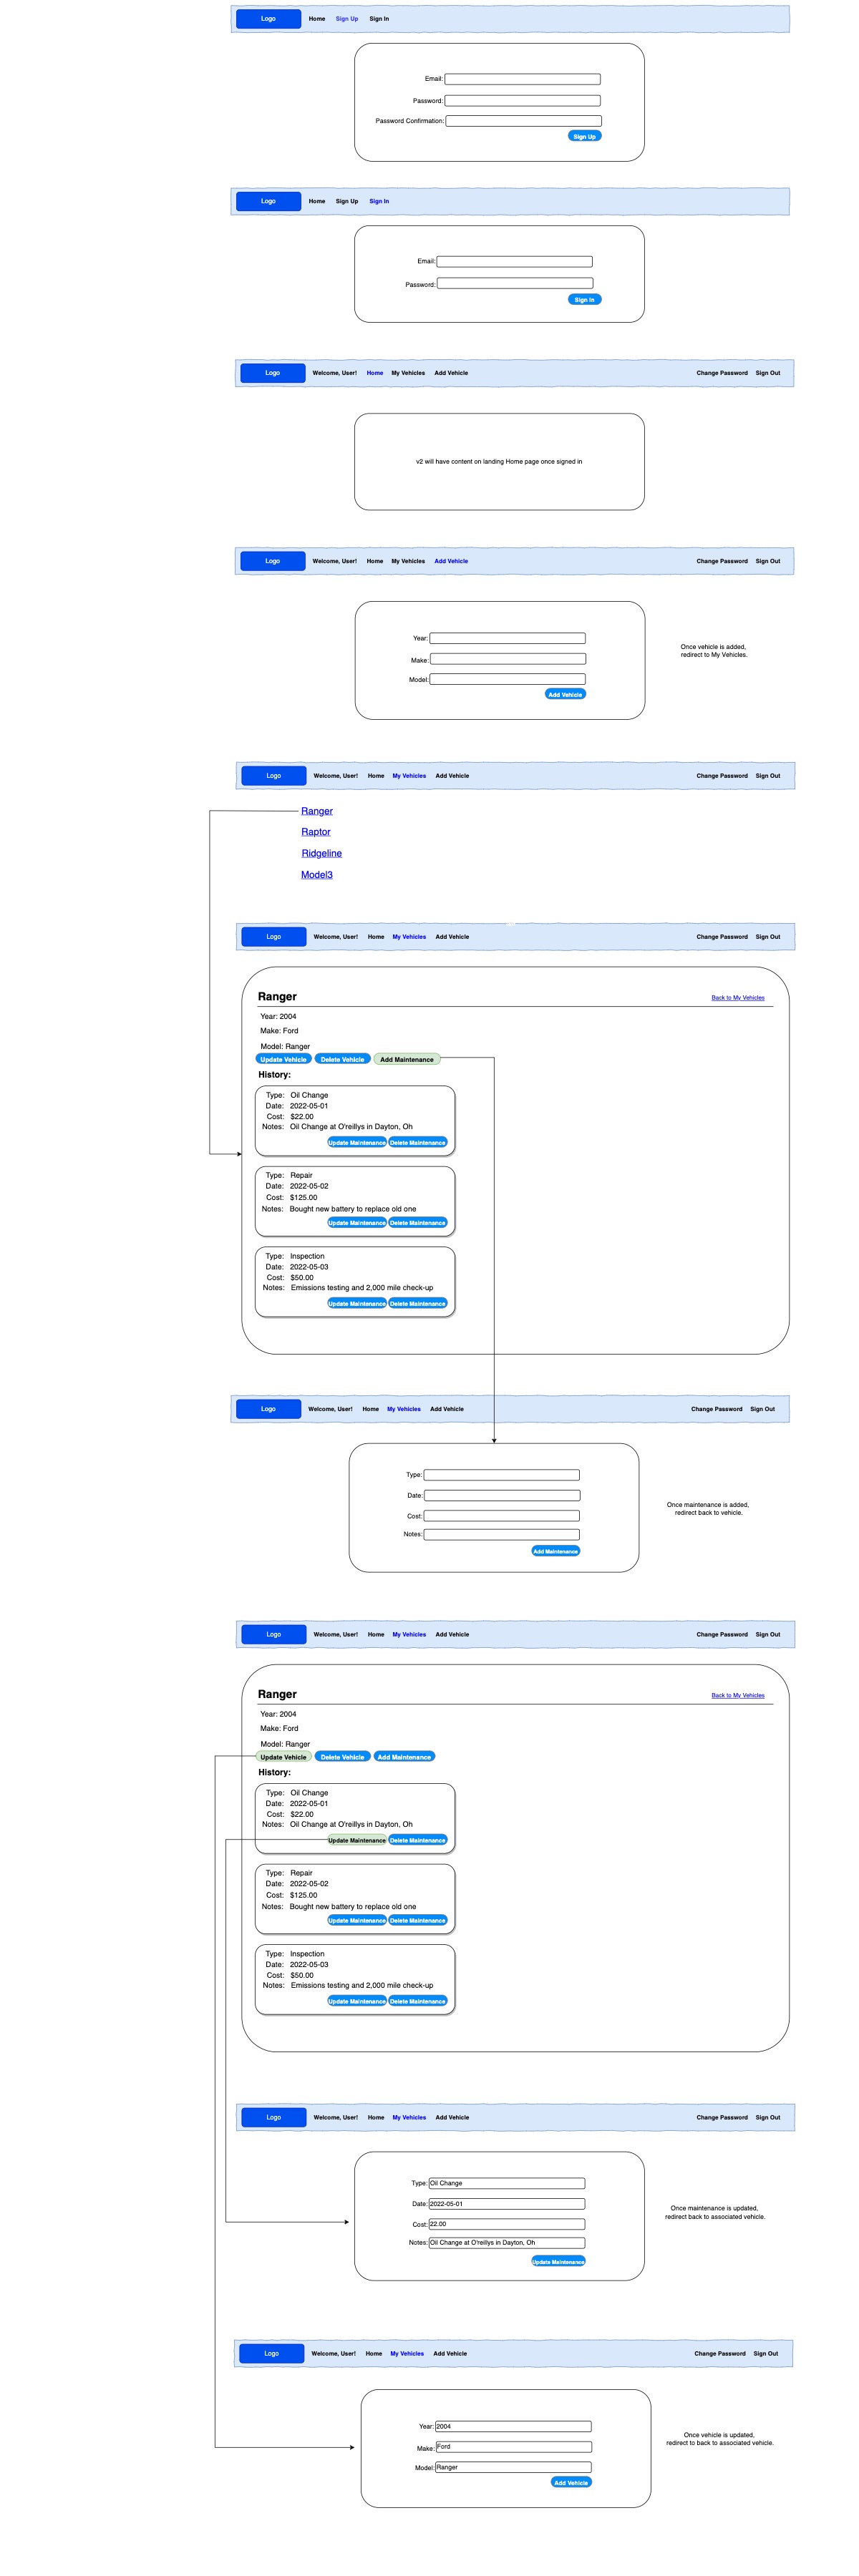 Logo Home Sign Up Sign In
Email:
Password:
Password Confirmation:
Sign Up
Logo Home Sign Up Sign In
Email:
Password:
Sign In
Logo Welcome, User! Home My Vehicles Add Vehicle Change Password Sign Out
v2 will have content on landing Home page once signed in
Logo Welcome, User! Home My Vehicles Add Vehicle Change Password Sign Out
Year:
Make:
Model:
Add Vehicle
Once vehicle is added,
redirect to My Vehicles.
Logo Welcome, User! Home My Vehicles Add Vehicle Change Password Sign Out
Ranger
Raptor
Ridgeline
Model3
Logo Welcome, User! Home My Vehicles Add Vehicle Change Password Sign Out
Ranger Back to My Vehicles
Year: 2004
Make: Ford
Model: Ranger
Update Vehicle Delete Vehicle Add Maintenance
History:
Type: Oil Change
Date: 2022-05-01
Cost: $22.00
Notes: Oil Change at O'reillys in Dayton, Oh
Update Maintenance Delete Maintenance
Type: Repair
Date: 2022-05-02
Cost: $125.00
Notes: Bought new battery to replace old one
Update Maintenance Delete Maintenance
Type: Inspection
Date: 2022-05-03
Cost: $50.00
Notes: Emissions testing and 2,000 mile check-up
Update Maintenance Delete Maintenance
Logo Welcome, User! Home My Vehicles Add Vehicle Change Password Sign Out
Type:
Date:
Cost:
Notes:
Add Maintenance
Once maintenance is added,
redirect back to vehicle.
Logo Welcome, User! Home My Vehicles Add Vehicle Change Password Sign Out
Ranger Back to My Vehicles
Year: 2004
Make: Ford
Model: Ranger
Update Vehicle Delete Vehicle Add Maintenance
History:
Type: Oil Change
Date: 2022-05-01
Cost: $22.00
Notes: Oil Change at O'reillys in Dayton, Oh
Update Maintenance Delete Maintenance
Type: Repair
Date: 2022-05-02
Cost: $125.00
Notes: Bought new battery to replace old one
Update Maintenance Delete Maintenance
Type: Inspection
Date: 2022-05-03
Cost: $50.00
Notes: Emissions testing and 2,000 mile check-up
Update Maintenance Delete Maintenance
Logo Welcome, User! Home My Vehicles Add Vehicle Change Password Sign Out
Type: Oil Change
Date: 2022-05-01
Cost: 22.00
Notes: Oil Change at O'reillys in Dayton, Oh
Update Maintenance
Once maintenance is updated,
redirect back to associated vehicle.
Logo Welcome, User! Home My Vehicles Add Vehicle Change Password Sign Out
Year: 2004
Make: Ford
Model: Ranger
Add Vehicle
Once vehicle is updated,
redirect to back to associated vehicle.